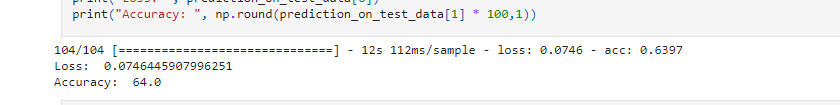 print("Loss: ", prediction_on_test_data[0])
print("Accuracy: ", np.round(prediction_on_test_data[1] * 100,1))
104/104 [==============================] - 12s 112ms/sample - loss: 0.0746 - acc: 0.6397
Loss:  0.0746445907996251
Accuracy:  64.0